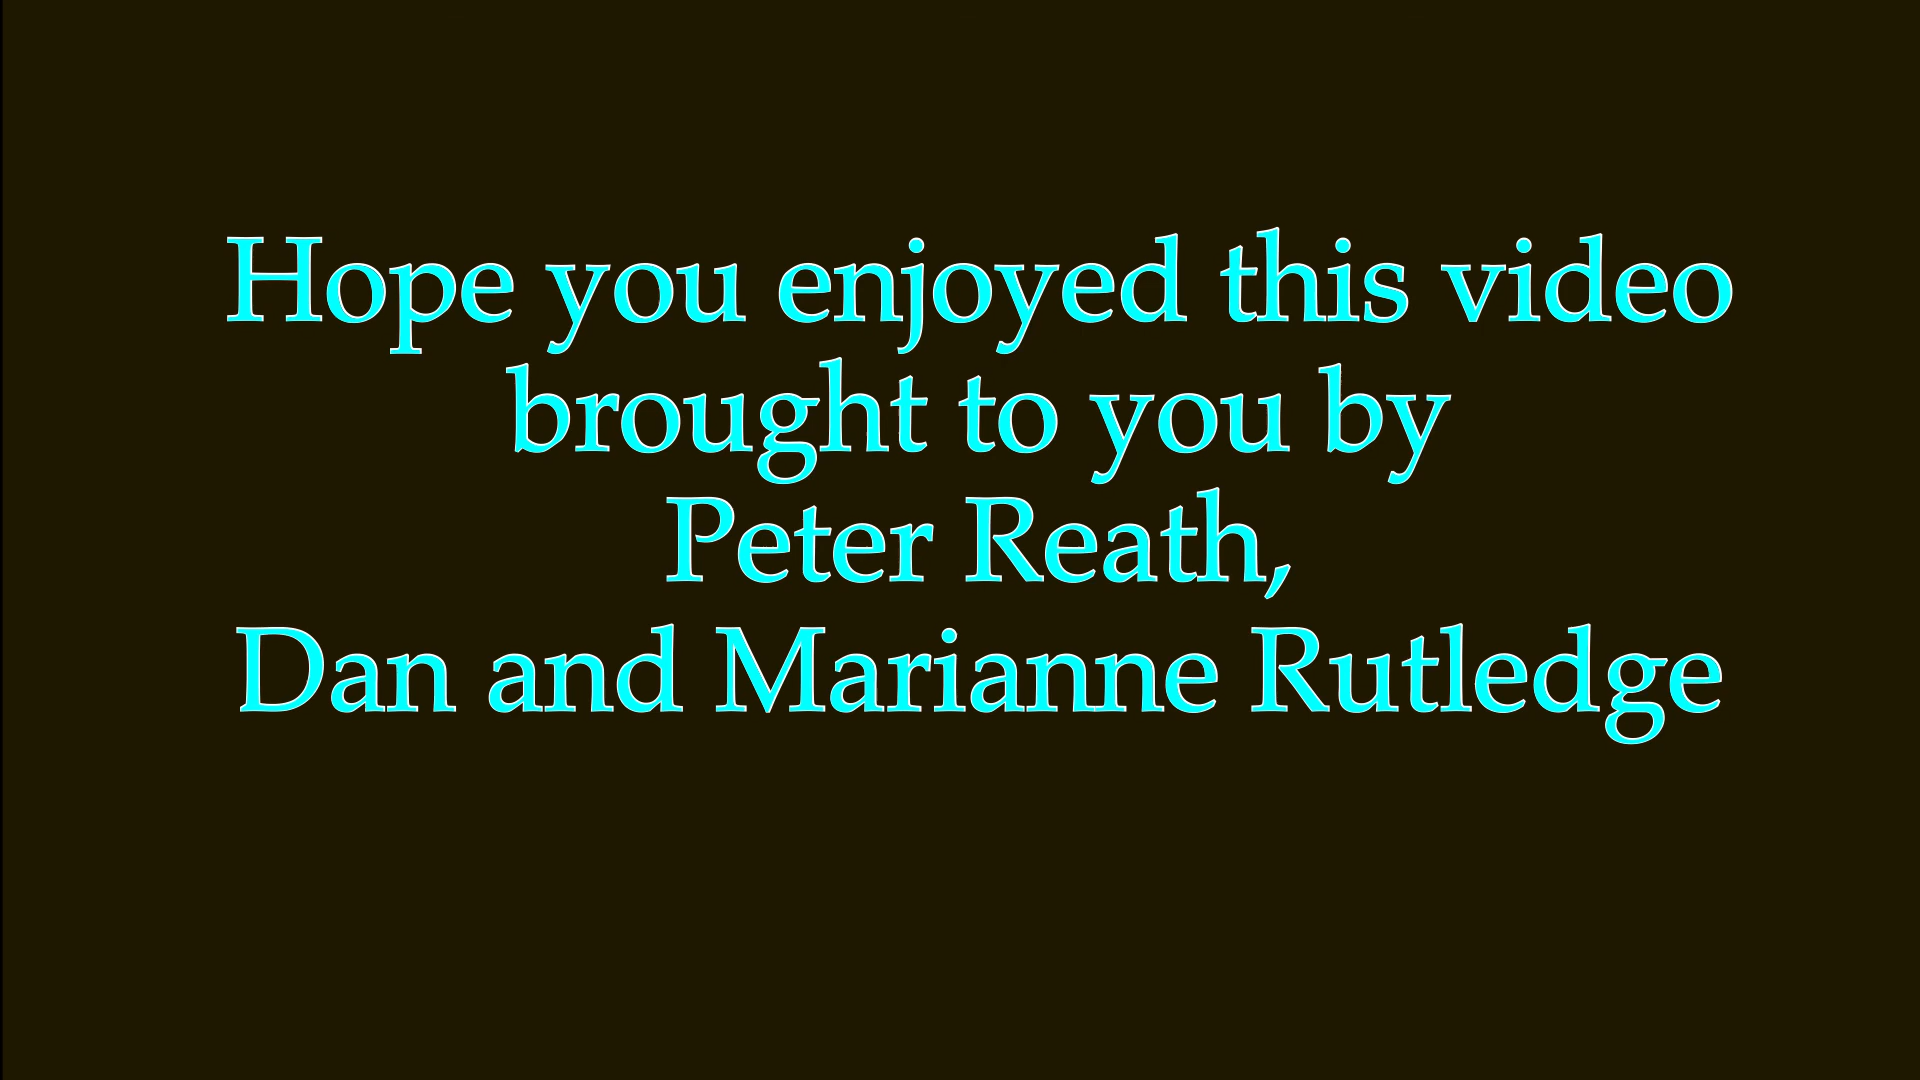 Hope you enjoyed this video
brought to you by
Peter Reath,
Dan and Marianne Rutledge